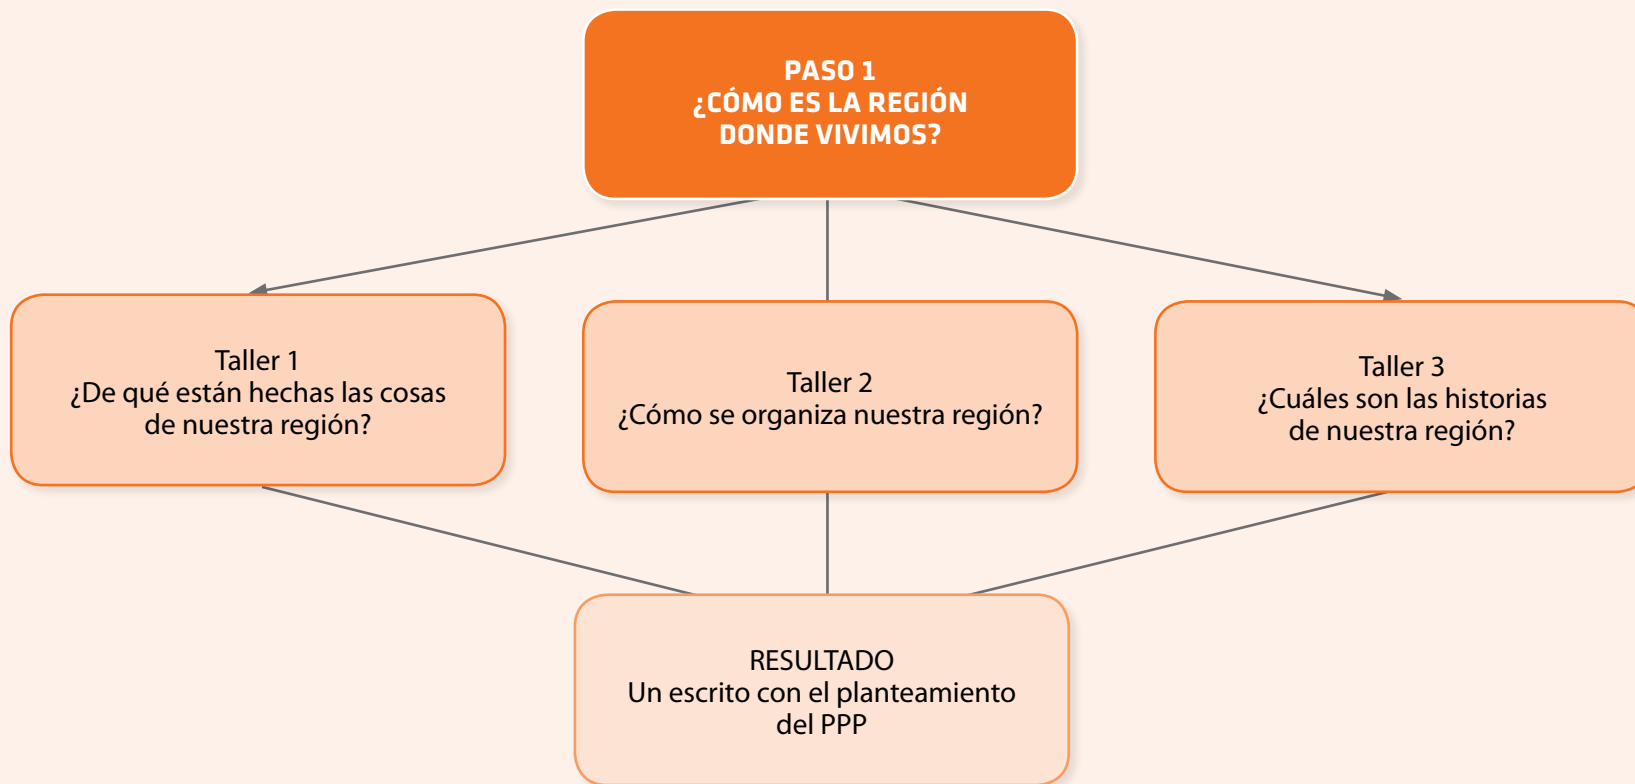 PASO 1
¿CÓMO ES LA REGIÓN
DONDE VIVIMOS?
Taller 1
¿De qué están hechas las cosas
de nuestra región?
Taller 2
¿Cómo se organiza nuestra región?
Taller 3
¿Cuáles son las historias
de nuestra región?
RESULTADO
Un escrito con el planteamiento
del PPP